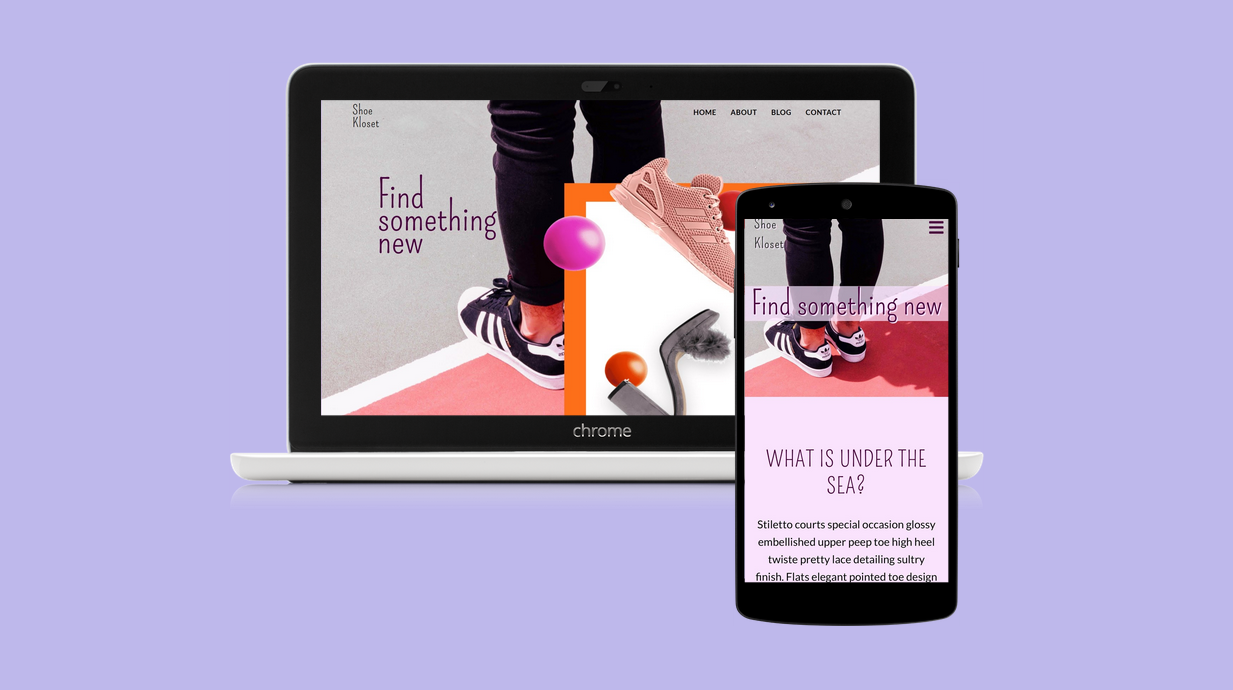 Shoe
Kloset
HOME ABOUT BLOG CONTACT
Find
something
new
chrome
Shoe
Kloset
Find something new
WHAT IS UNDER THE
SEA?
Stiletto courts special occasion glossy
embellished upper peep toe high heel
twiste pretty lace detailing sultry
finish. Flats elegant pointed toe design